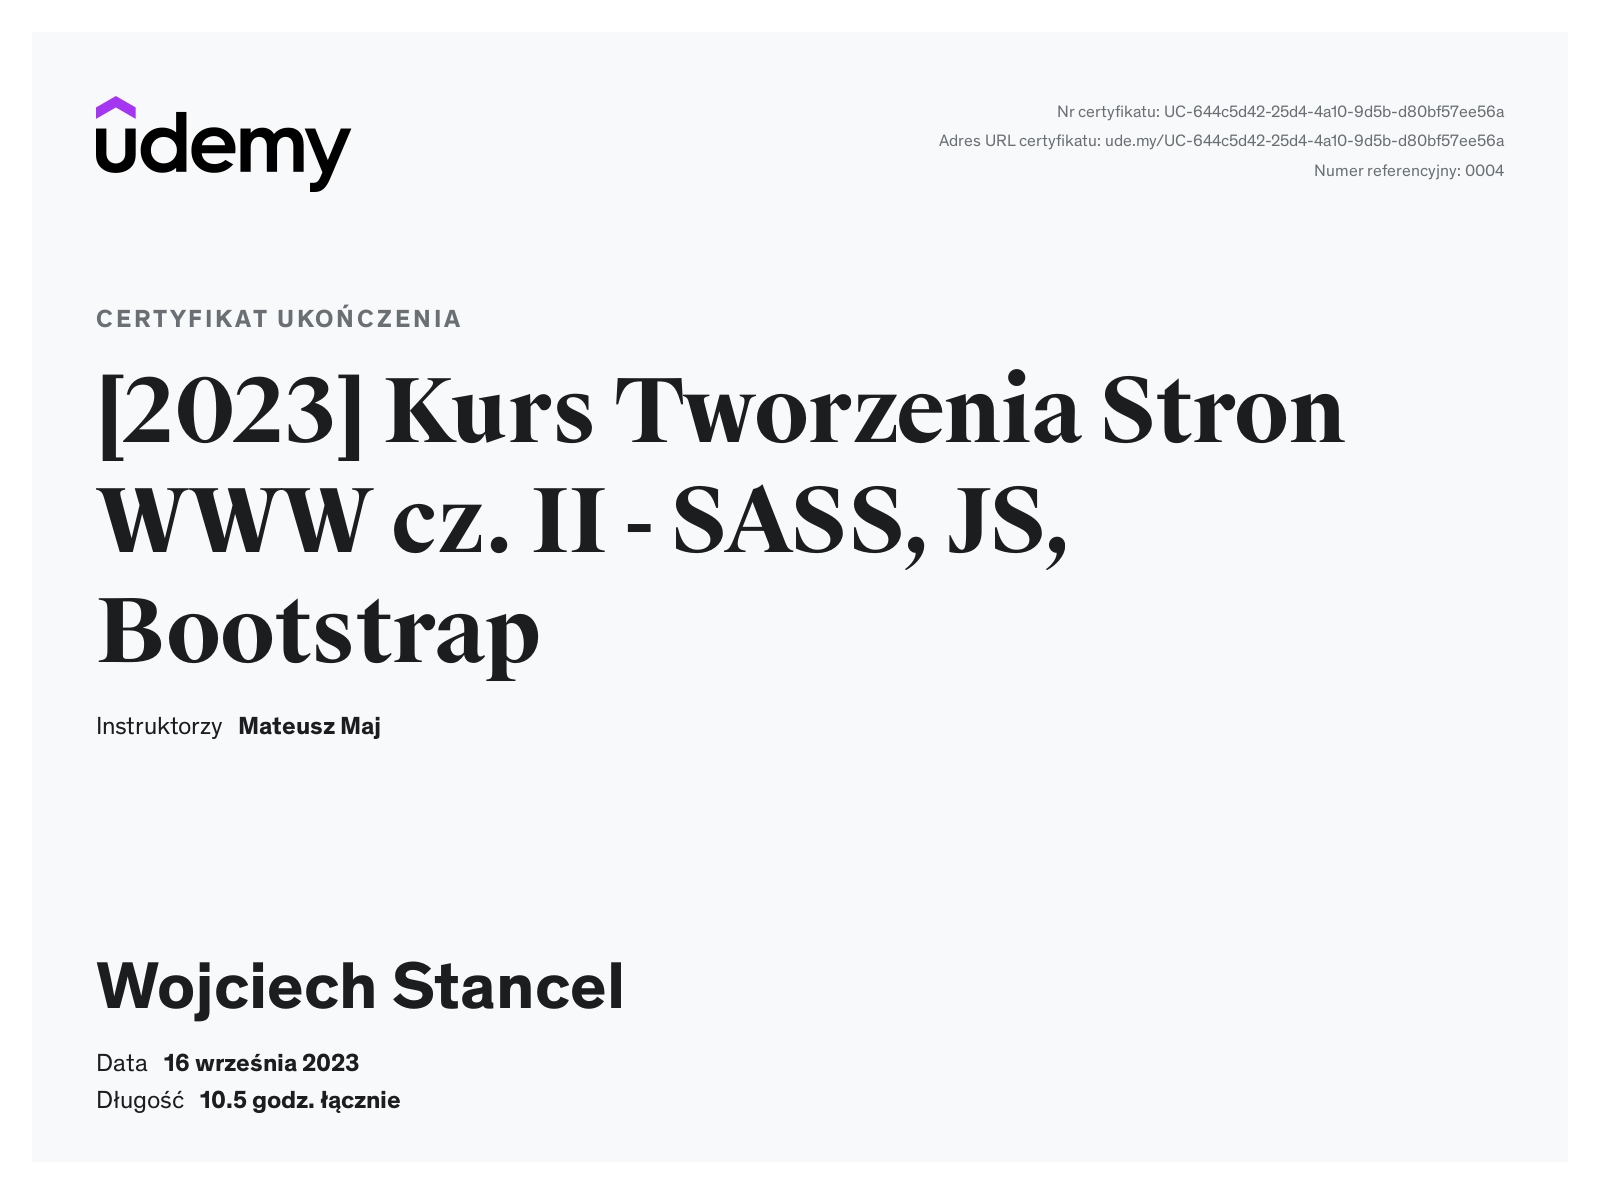 udemy
Nr certyfikatu: UC-644c5d42-25d4-4a10-9d5b-d80bf57ee56a
Adres URL certyfikatu: ude.my/UC-644c5d42-25d4-4a10-9d5b-d80bf57ee56a
Numer referencyjny: 0004
CERTYFIKAT UKOŃCZENIA
[2023] Kurs Tworzenia Stron
WWW cz. II - SASS, JS,
Bootstrap
Instruktorzy Mateusz Maj
Wojciech Stancel
Data 16 września 2023
Długość 10.5 godz. łącznie